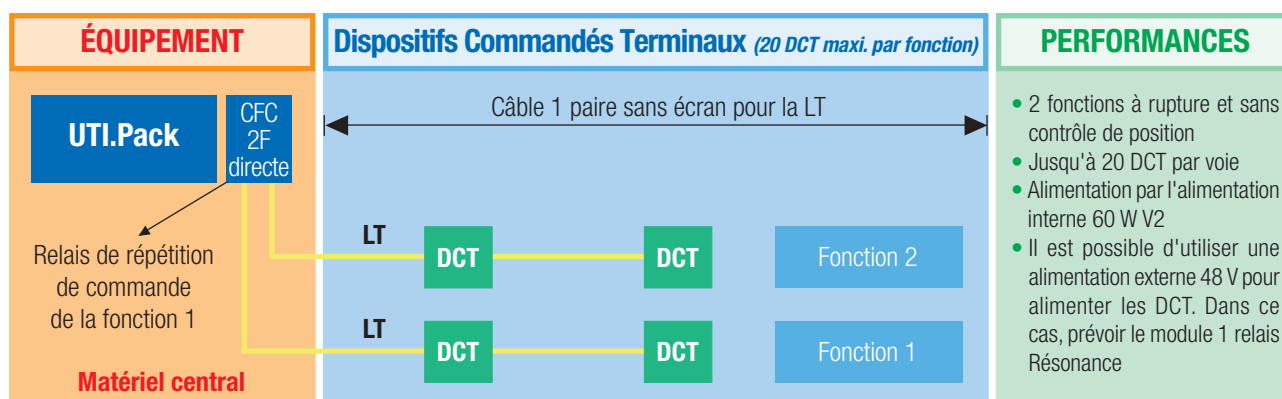 ÉQUIPEMENT
UTI.Pack
CFC
2F
directe
Relais de répétition
de commande
de la fonction 1
Matériel central
Dispositifs Commandés Terminaux (20 DCT maxi. par fonction)
Câble 1 paire sans écran pour la LT
LT
DCT
DCT
Fonction 2
LT
DCT
DCT
Fonction 1
PERFORMANCES
• 2 fonctions à rupture et sans
contrôle de position
• Jusqu'à 20 DCT par voie
• Alimentation par l'alimentation
interne 60 W V2
• Il est possible d'utiliser une
alimentation externe 48 V pour
alimenter les DCT. Dans ce
cas, prévoir le module 1 relais
Résonance